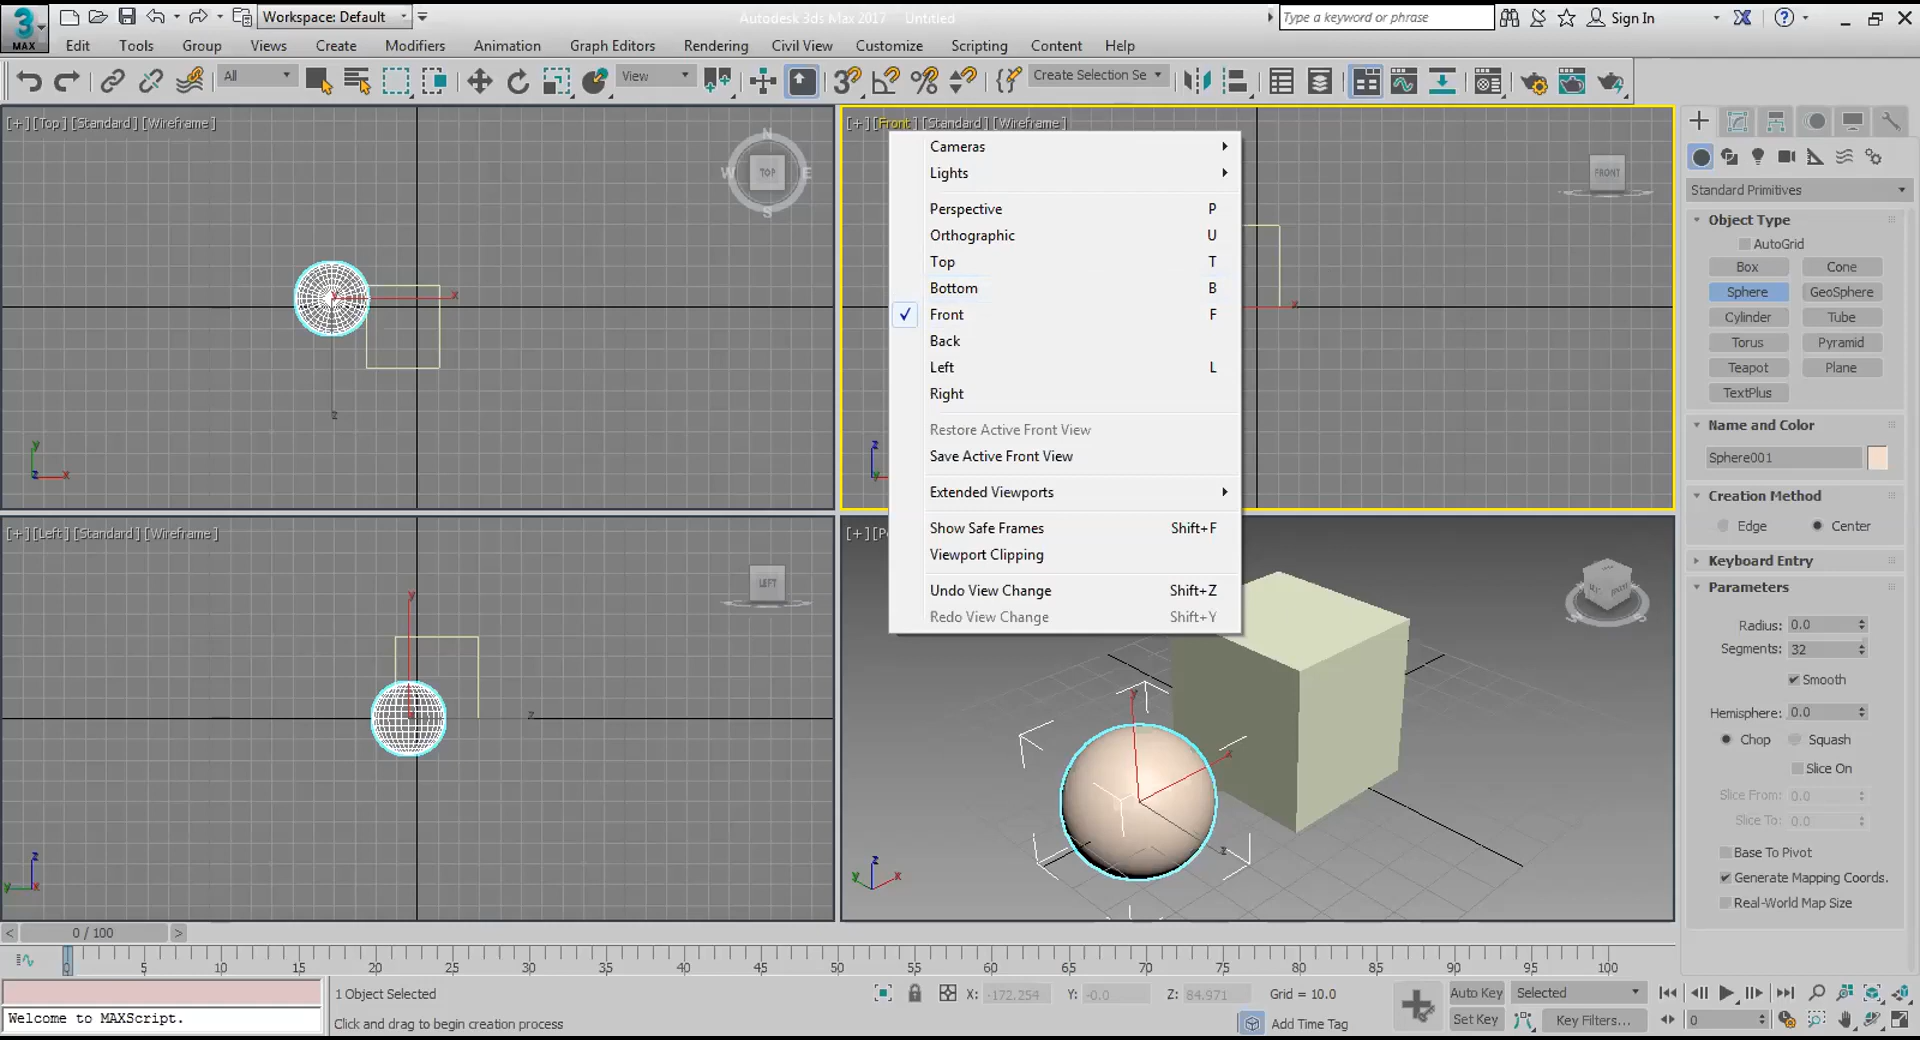 MAX
Workspace: Default
Autodesk 3ds Max 2017 Untitled
Type a keyword or phrase
Sign In
Edit Tools Group Views Create Modifiers Animation Graph Editors Rendering Civil View Customize Scripting Content Help
All
View
Create Selection Se
[+] [Top] [Standard] [Wireframe]
N
W TOP E
S
x
y
z
y
z x
[+] [Front] [Standard] [Wireframe]
FRONT
x
z
y
Cameras
Lights
Perspective P
Orthographic U
Top T
Bottom B
Front F
Back
Left L
Right
Restore Active Front View
Save Active Front View
Extended Viewports
Show Safe Frames Shift+F
Viewport Clipping
Undo View Change Shift+Z
Redo View Change Shift+Y
[+] [Left] [Standard] [Wireframe]
LEFT
y
z
z
y x
[+] [P
y
x
z
z
y x
Standard Primitives
Object Type
AutoGrid
Box Cone
Sphere GeoSphere
Cylinder Tube
Torus Pyramid
Teapot Plane
TextPlus
Name and Color
Sphere001
Creation Method
Edge Center
Keyboard Entry
Parameters
Radius: 0.0
Segments: 32
Smooth
Hemisphere: 0.0
Chop Squash
Slice On
Slice From: 0.0
Slice To: 0.0
Base To Pivot
Generate Mapping Coords.
Real-World Map Size
< 0 / 100 >
0 5 10 15 20 25 30 35 40 45 50 55 60 65 70 75 80 85 90 95 100
1 Object Selected
X: -172.254 Y: -0.0 Z: 84.971 Grid = 10.0
Auto Key Selected
Welcome to MAXScript.
Click and drag to begin creation process
Add Time Tag
Set Key Key Filters... 0